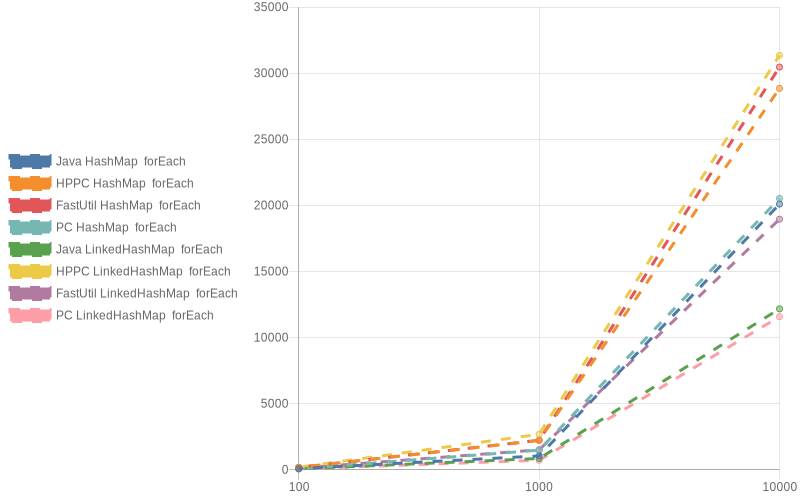 Java HashMap forEach
HPPC HashMap forEach
FastUtil HashMap forEach
PC HashMap forEach
Java LinkedHashMap forEach
HPPC LinkedHashMap forEach
FastUtil LinkedHashMap forEach
PC LinkedHashMap forEach
35000
30000
25000
20000
15000
10000
5000
0
100 1000 10000